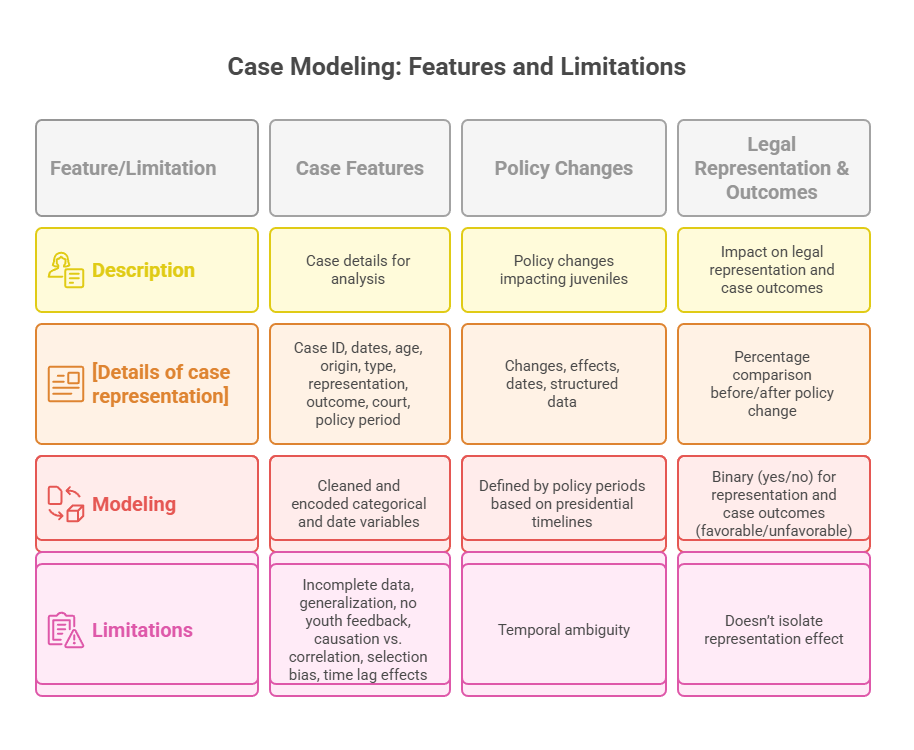 Case Modeling: Features and Limitations
Feature/Limitation
Case Features
Policy Changes
Legal
Representation &
Outcomes
Description
Case details for
analysis
Policy changes
impacting juveniles
Impact on legal
representation and
case outcomes
[Details of case
representation]
Case ID, dates, age,
origin, type,
representation,
outcome, court,
policy period
Changes, effects,
dates, structured
data
Percentage
comparison
before/after policy
change
Modeling
Cleaned and
encoded categorical
and date variables
Defined by policy periods
based on presidential
timelines
Binary (yes/no) for
representation and
case outcomes
(favorable/unfavorable)
Limitations
Incomplete data,
generalization, no
youth feedback,
causation vs.
correlation, selection
bias, time lag effects
Temporal ambiguity
Doesn’t isolate
representation effect